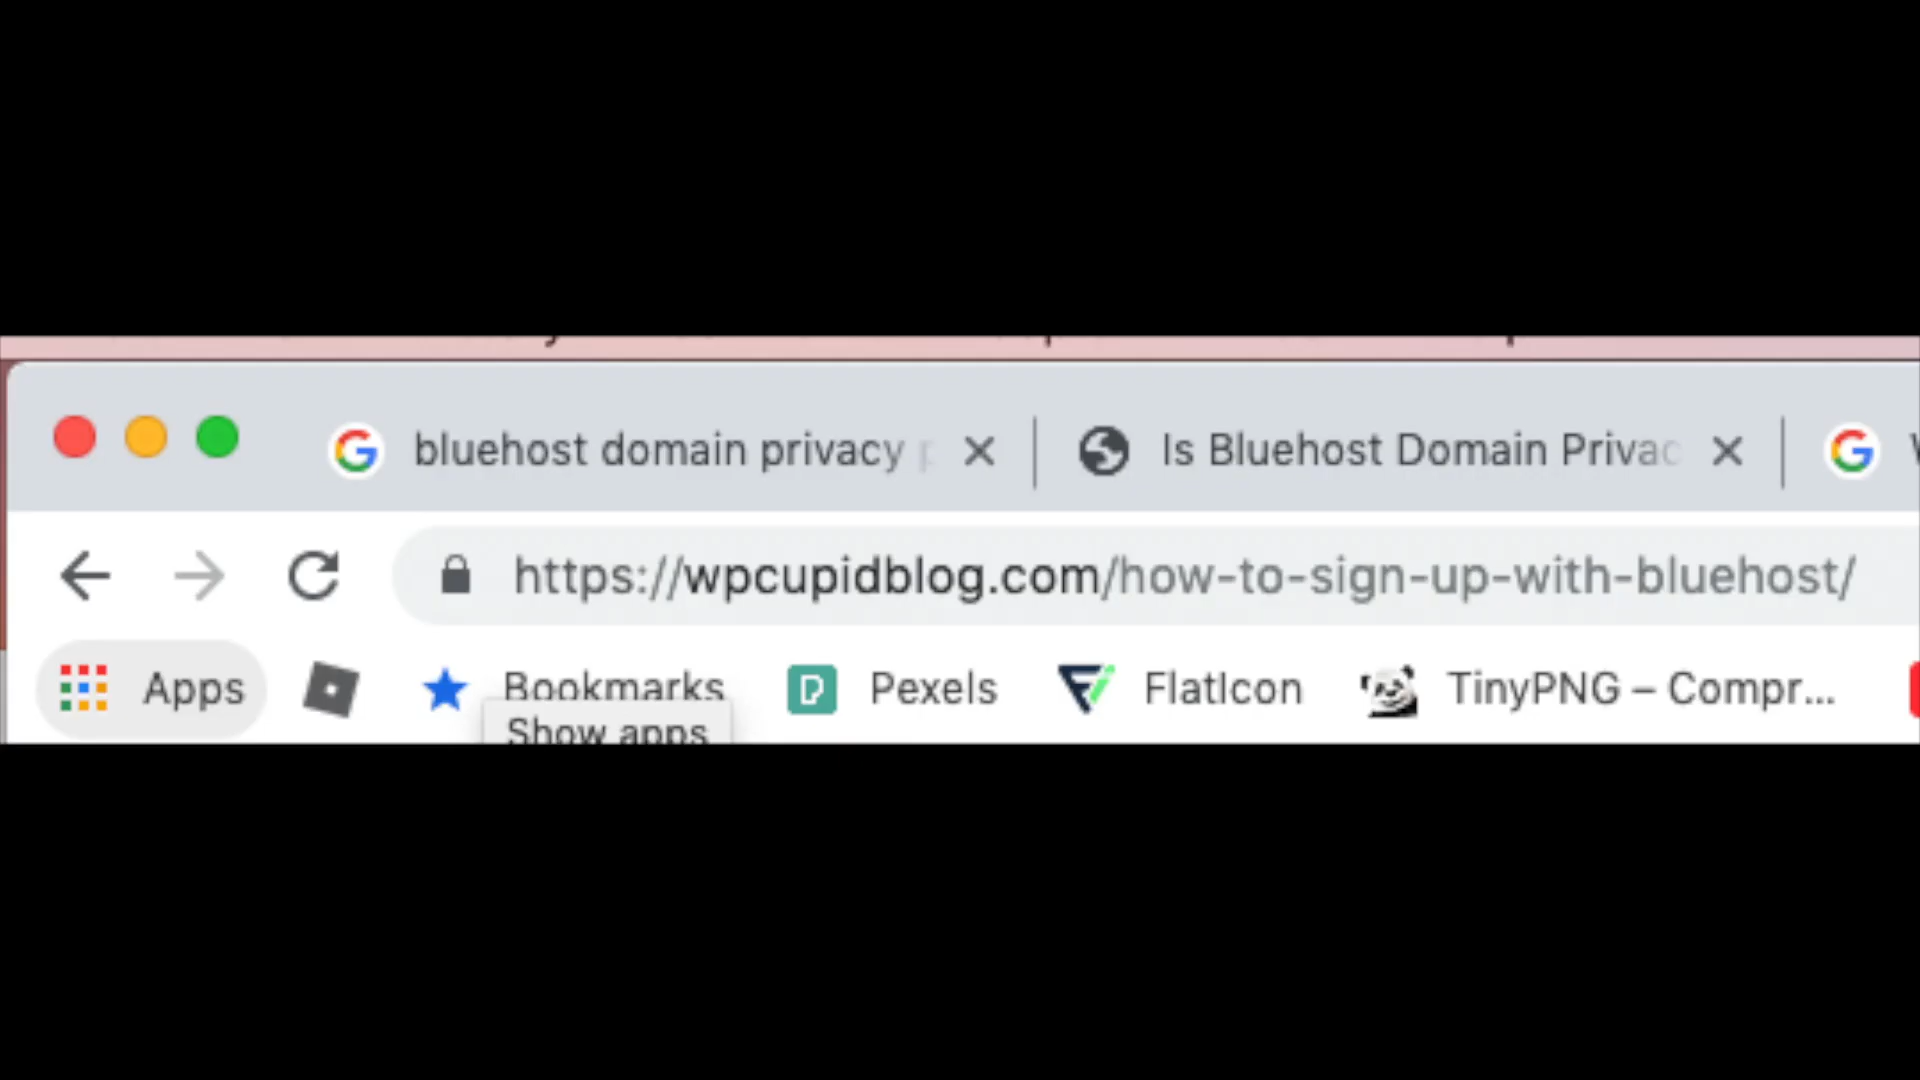 bluehost domain privacy
Is Bluehost Domain Privac
https://wpcupidblog.com/how-to-sign-up-with-bluehost/
Apps Bookmarks Pexels FlatIcon TinyPNG – Compr...
Show apps